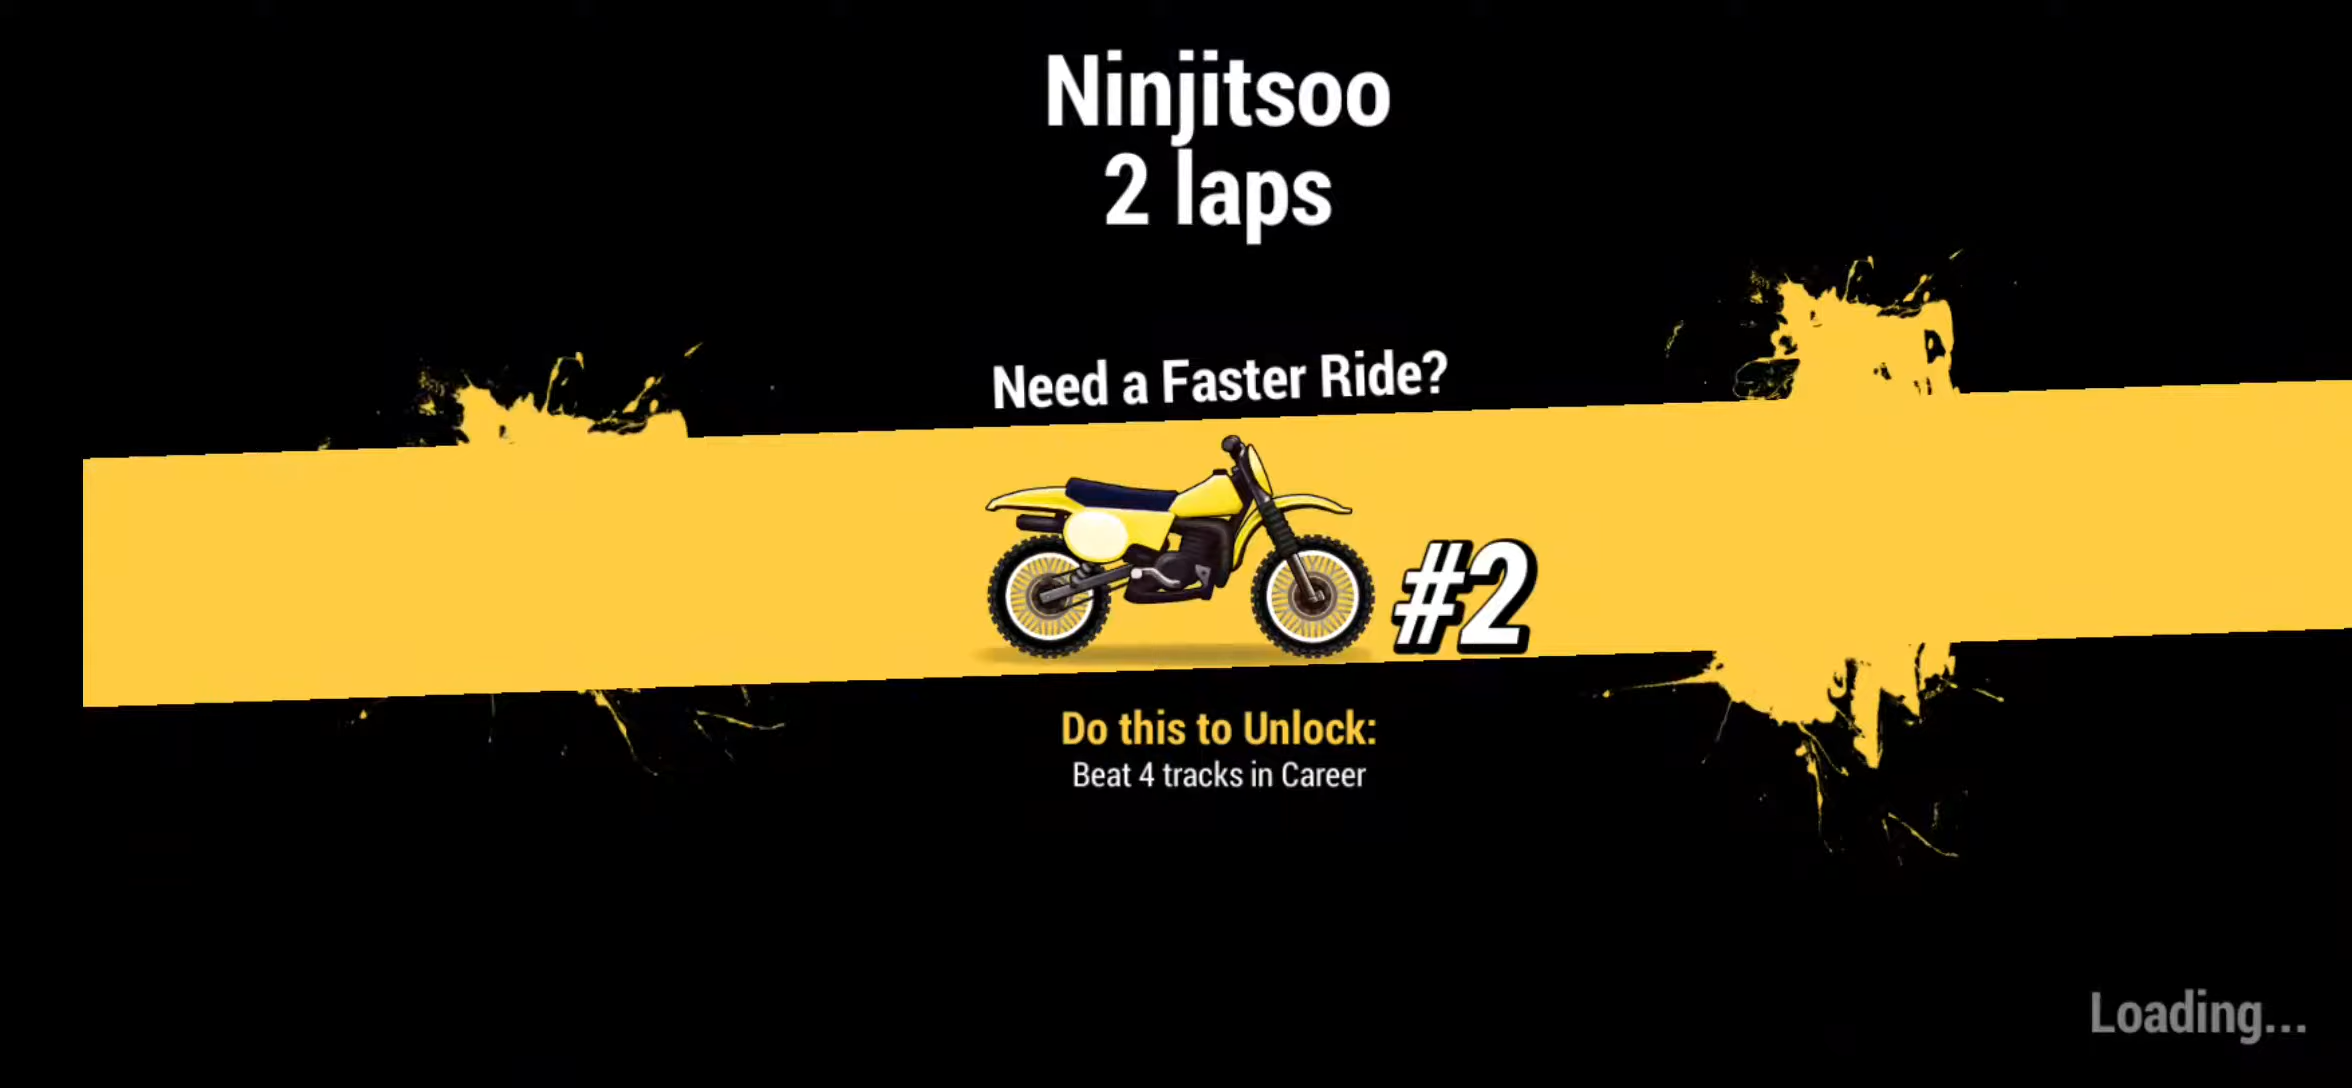 Ninjitsoo
2 laps
Need a Faster Ride?
#2
Do this to Unlock:
Beat 4 tracks in Career
Loading...